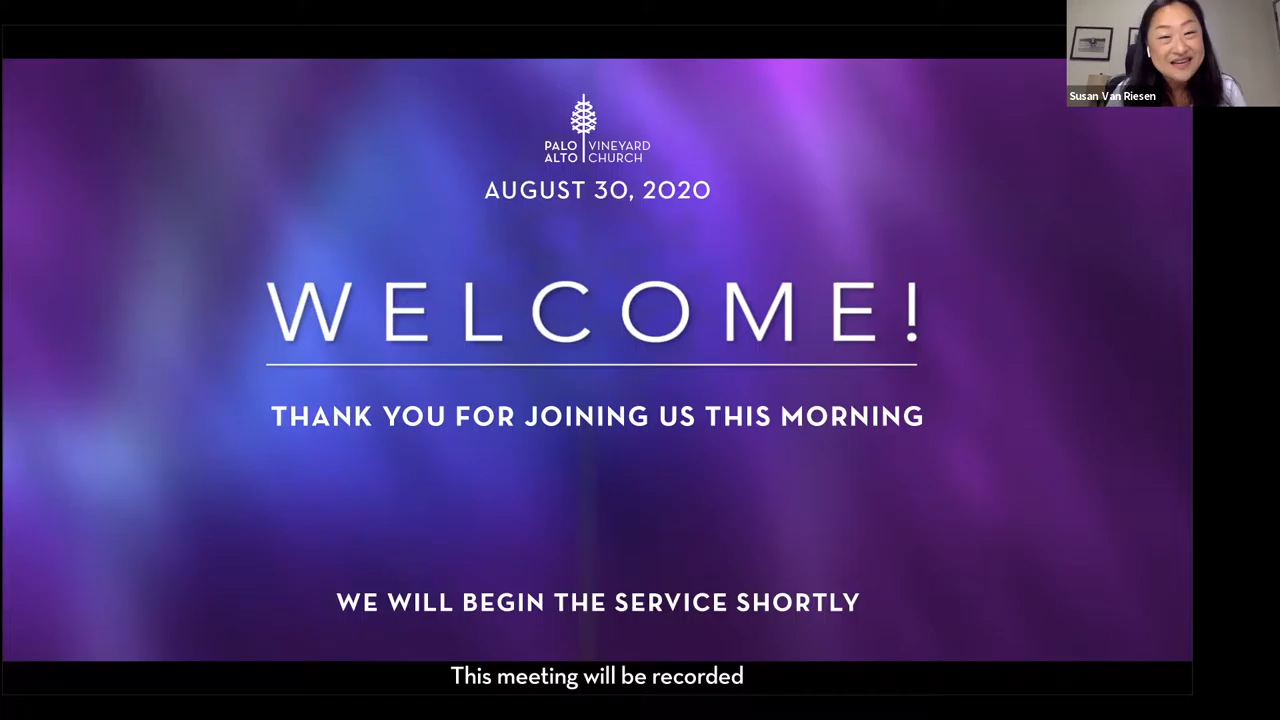 Susan Van Riesen
PALO VINEYARD
ALTO CHURCH
AUGUST 30, 2020
WELCOME!
THANK YOU FOR JOINING US THIS MORNING
WE WILL BEGIN THE SERVICE SHORTLY
This meeting will be recorded